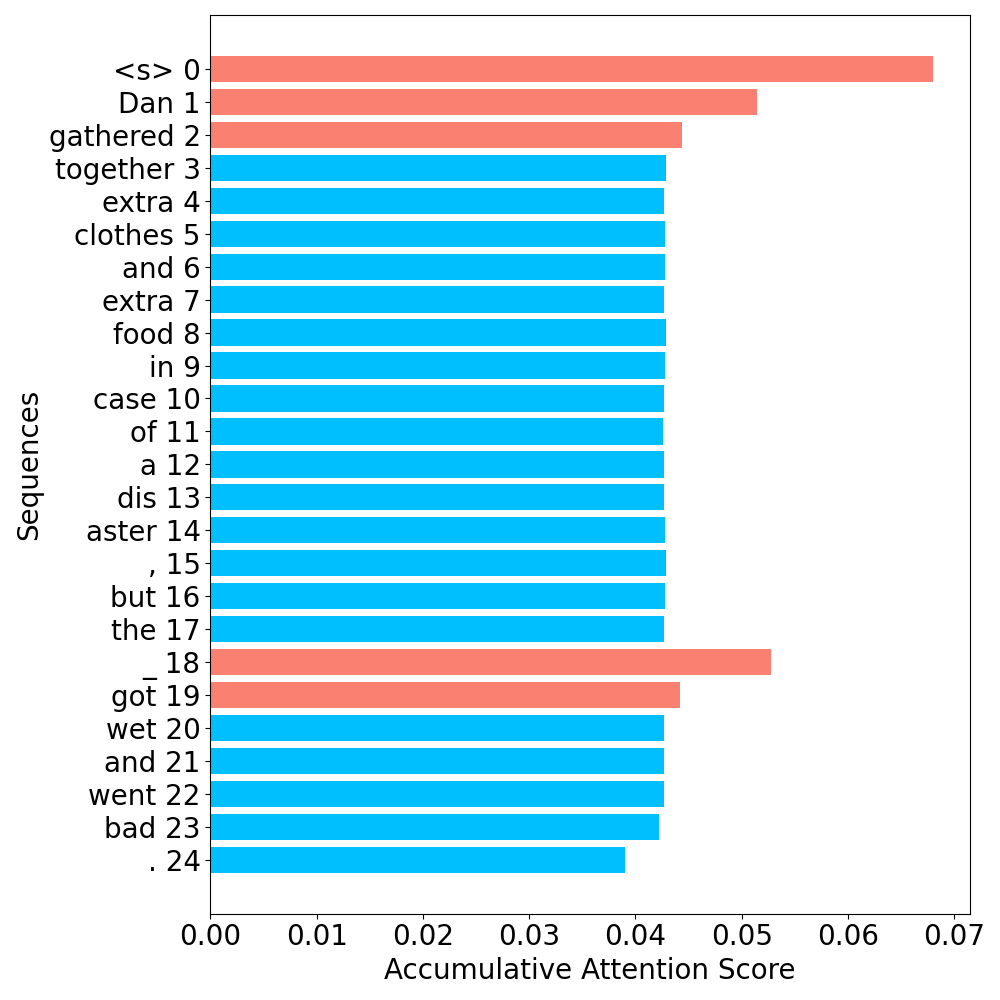 <s> 0
Dan 1
gathered 2
together 3
extra 4
clothes 5
and 6
extra 7
food 8
in 9
case 10
of 11
a 12
dis 13
aster 14
, 15
but 16
the 17
_ 18
got 19
wet 20
and 21
went 22
bad 23
. 24
Sequences
0.00 0.01 0.02 0.03 0.04 0.05 0.06 0.07
Accumulative Attention Score